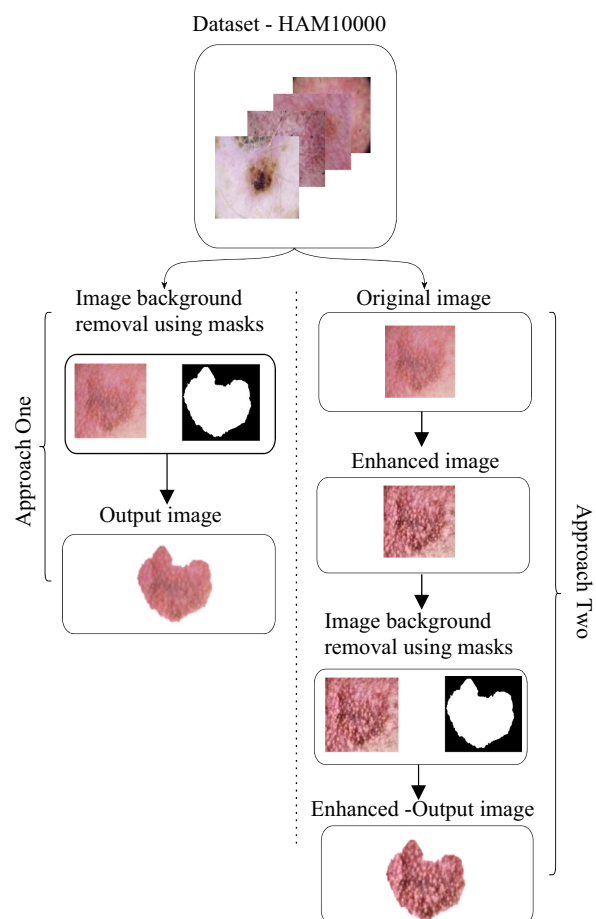 Dataset - HAM10000
Image background
removal using masks
Approach One
Output image
Original image
Enhanced image
Image background
removal using masks
Enhanced -Output image
Approach Two